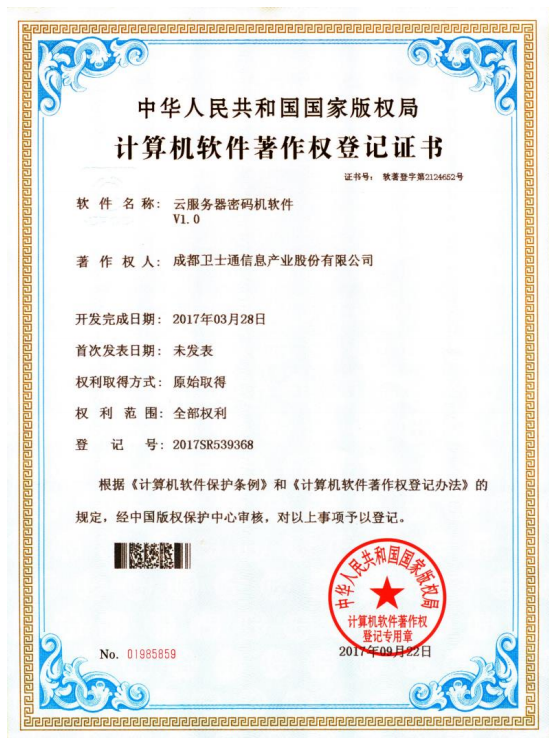 中华人民共和国国家版权局
计算机软件著作权登记证书
证书号： 软著登字第2124652号
软 件 名 称： 云服务器密码机软件
V1.0
著 作 权 人： 成都卫士通信息产业股份有限公司
开发完成日期： 2017年03月28日
首次发表日期： 未发表
权利取得方式： 原始取得
权 利 范 围： 全部权利
登 记 号： 2017SR539368
根据《计算机软件保护条例》和《计算机软件著作权登记办法》的
规定，经中国版权保护中心审核，对以上事项予以登记。
中华人民共和国国家版权局
计算机软件著作权
登记专用章
No. 01985859
2017年09月22日